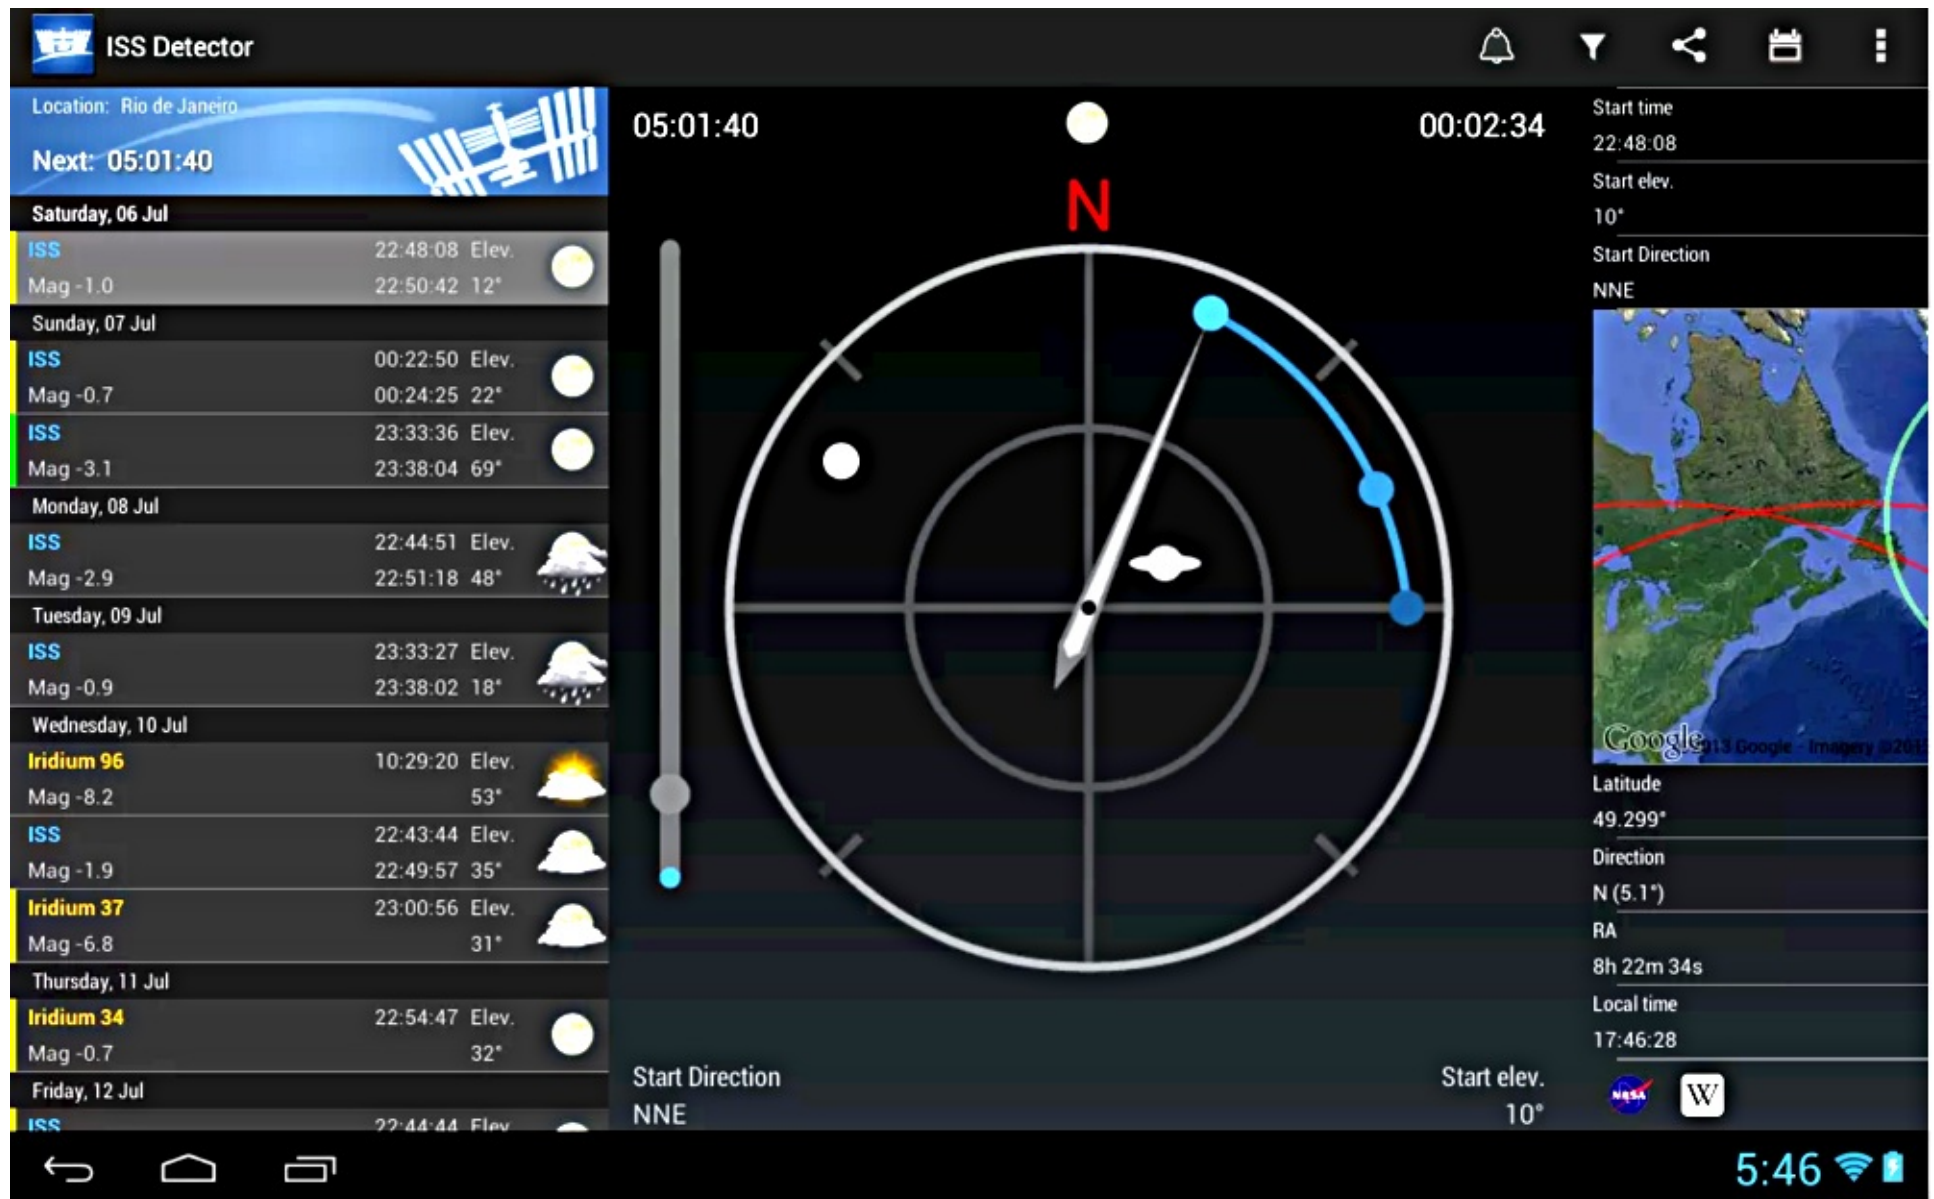 ISS Detector
Location: Rio de Janeiro
Next: 05:01:40
Saturday, 06 Jul
ISS 22:48:08 Elev.
Mag -1.0 22:50:42 12°
Sunday, 07 Jul
ISS 00:22:50 Elev.
Mag -0.7 00:24:25 22°
ISS 23:33:36 Elev.
Mag -3.1 23:38:04 69°
Monday, 08 Jul
ISS 22:44:51 Elev.
Mag -2.9 22:51:18 48°
Tuesday, 09 Jul
ISS 23:33:27 Elev.
Mag -0.9 23:38:02 18°
Wednesday, 10 Jul
Iridium 96 10:29:20 Elev.
Mag -8.2 53°
ISS 22:43:44 Elev.
Mag -1.9 22:49:57 35°
Iridium 37 23:00:56 Elev.
Mag -6.8 31°
Thursday, 11 Jul
Iridium 34 22:54:47 Elev.
Mag -0.7 32°
Friday, 12 Jul
ISS 22:44:44 Elev
05:01:40
00:02:34
N
Start Direction
NNE
Start elev.
10°
Start time
22:48:08
Start elev.
10°
Start Direction
NNE
Google
13 Google - Imagery ©201
Latitude
49.299°
Direction
N (5.1°)
RA
8h 22m 34s
Local time
17:46:28
NASA
W
5:46